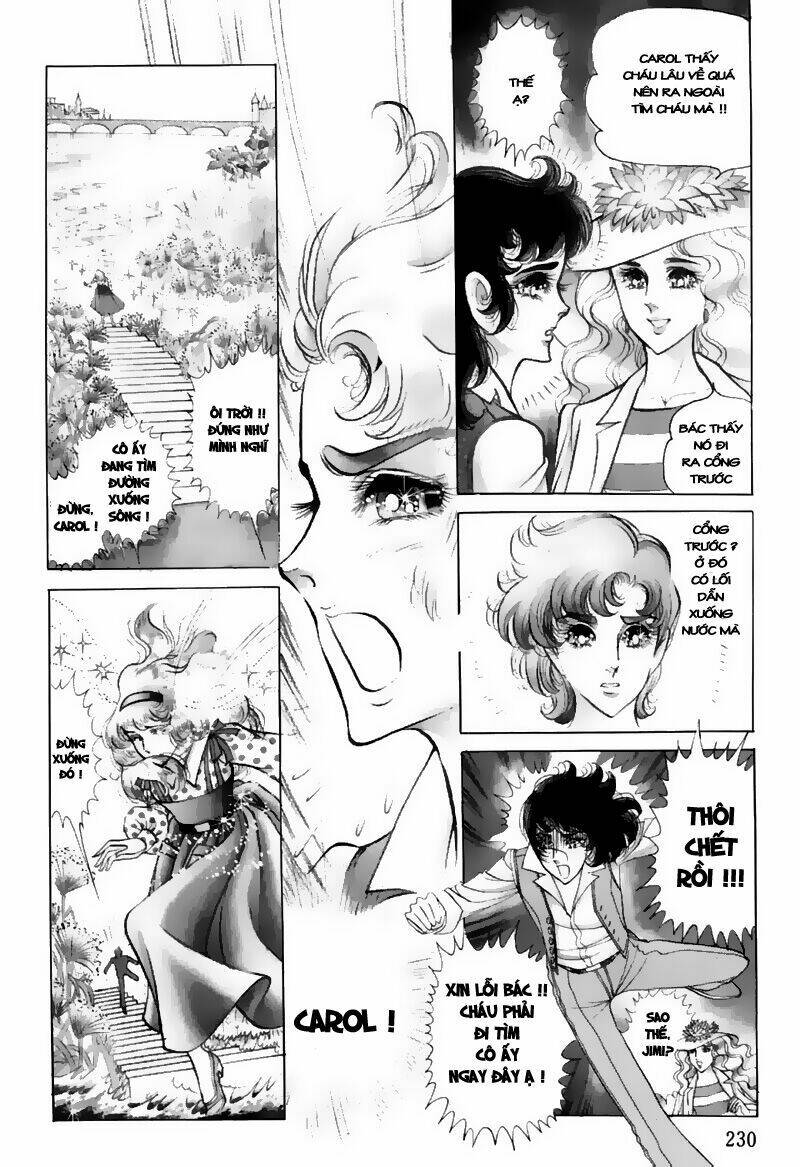 CAROL THẤY
CHÁU LÂU VỀ QUÁ
NÊN RA NGOÀI
TÌM CHÁU MÀ !!
THẾ
Ạ?
BÁC THẤY
NÓ ĐI
RA CỔNG
TRƯỚC
CỔNG
TRƯỚC ?
Ở ĐÓ
CÓ LỐI
DẪN
XUỐNG
NƯỚC MÀ
THÔI
CHẾT
RỒI !!!
XIN LỖI BÁC !!
CHÁU PHẢI
ĐI TÌM
CÔ ẤY
NGAY ĐÂY Ạ !
SAO
THẾ,
JIMI?
CAROL !
ÔI TRỜI !!
ĐÚNG NHƯ
MÌNH NGHĨ
CÔ ẤY
ĐANG TÌM
ĐƯỜNG
XUỐNG
SÔNG !
ĐỪNG,
CAROL !
ĐỪNG
XUỐNG
ĐÓ !
230